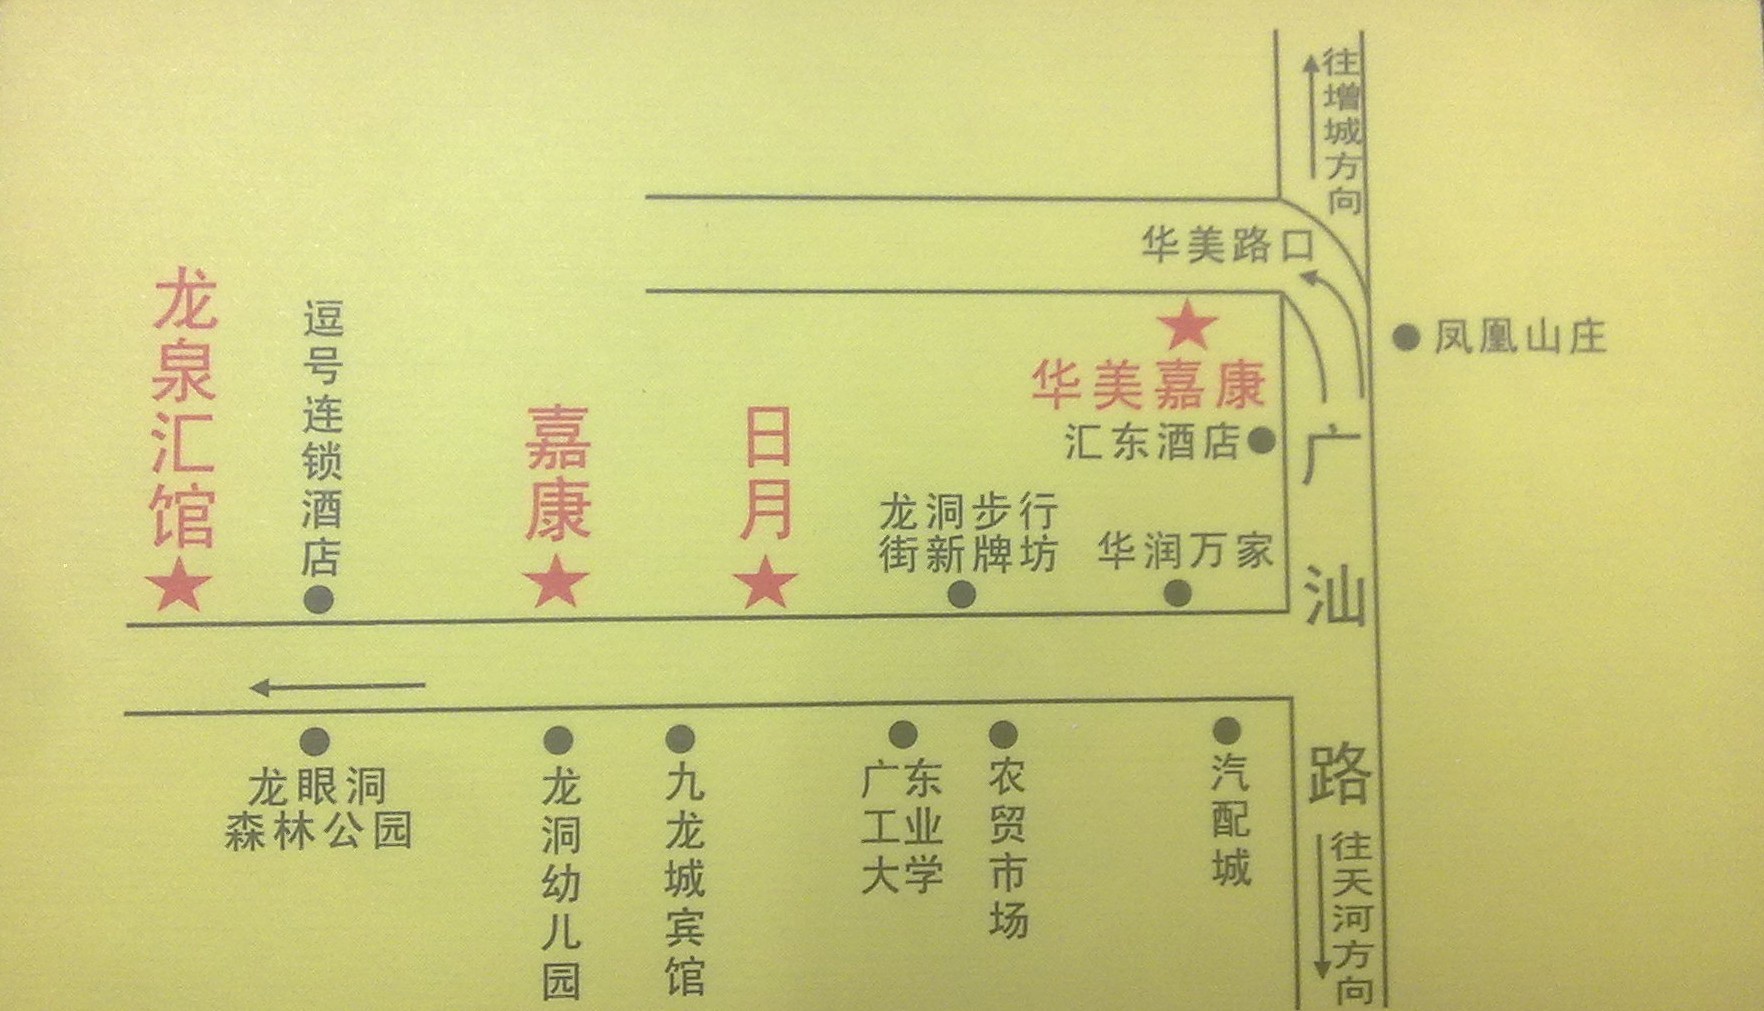 往增城方向
华美路口
凤凰山庄
华美嘉康
汇东酒店
广汕路
龙泉汇馆
逗号连锁酒店
嘉康
日月
龙洞步行
街新牌坊
华润万家
龙眼洞
森林公园
龙洞幼儿园
九龙城宾馆
广东
工业
大学
农贸市场
汽配城
往天河方向